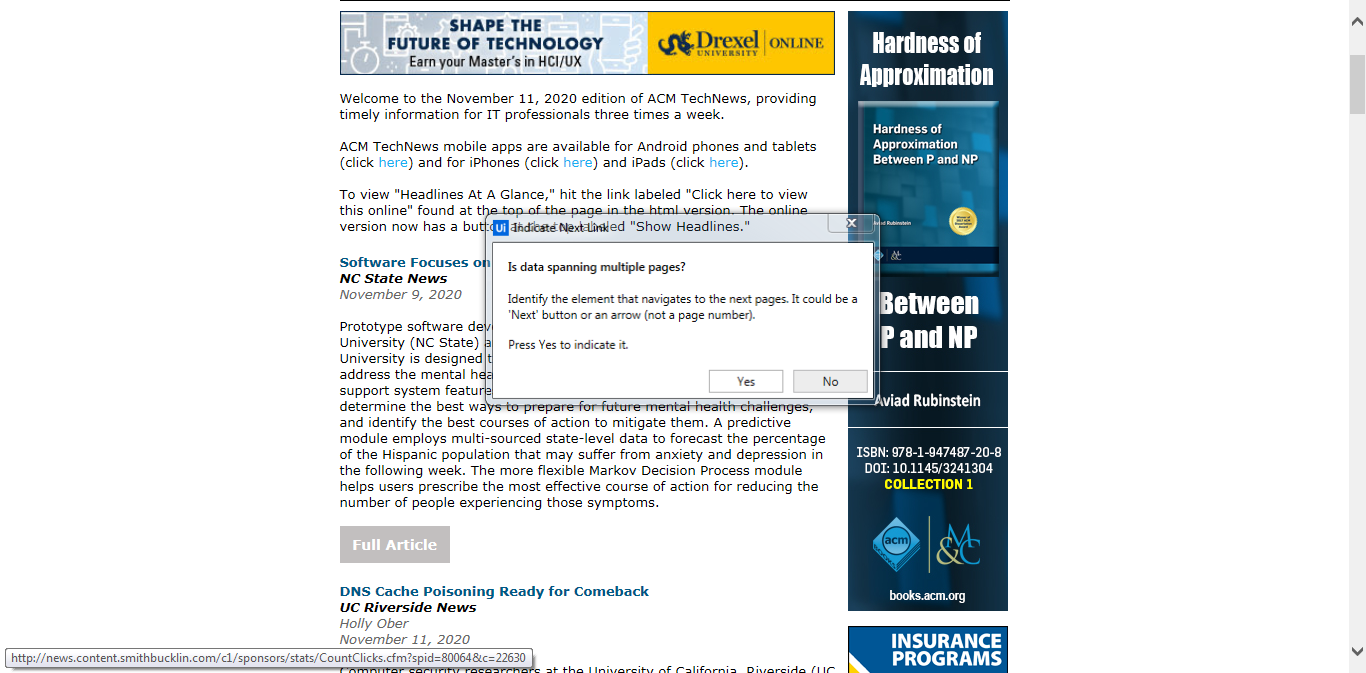 SHAPE THE
FUTURE OF TECHNOLOGY
Earn your Master's in HCI/UX
Drexel
UNIVERSITY
ONLINE
Welcome to the November 11, 2020 edition of ACM TechNews, providing
timely information for IT professionals three times a week.
ACM TechNews mobile apps are available for Android phones and tablets
(click here) and for iPhones (click here) and iPads (click here).
To view "Headlines At A Glance," hit the link labeled "Click here to view
this online" found at the top of the page in the html version. The online
version now has a button at the top labeled "Show Headlines."
Software Focuses on
NC State News
November 9, 2020
Prototype software
University (NC State)
University is designed
address the mental
support system
determine the best ways to prepare for future mental health challenges,
and identify the best courses of action to mitigate them. A predictive
module employs multi-sourced state-level data to forecast the percentage
of the Hispanic population that may suffer from anxiety and depression in
the following week. The more flexible Markov Decision Process module
helps users prescribe the most effective course of action for reducing the
number of people experiencing those symptoms.
Full Article
DNS Cache Poisoning Ready for Comeback
UC Riverside News
Holly Ober
November 11, 2020
Computer security researchers at the University of California, Riverside (UC
http://news.content.smithbucklin.com/c1/sponsors/stats/CountClicks.cfm?spid=80064&c=22630
Ui Indicate Next Link
Is data spanning multiple pages?
Identify the element that navigates to the next pages. It could be a
'Next' button or an arrow (not a page number).
Press Yes to indicate it.
Yes
No
Hardness of
Approximation
Hardness of
Approximation
Between P and NP
Aviad Rubinstein
Between
P and NP
Aviad Rubinstein
ISBN: 978-1-947487-20-8
DOI: 10.1145/3241304
COLLECTION 1
acm
M&C
books.acm.org
INSURANCE
PROGRAMS